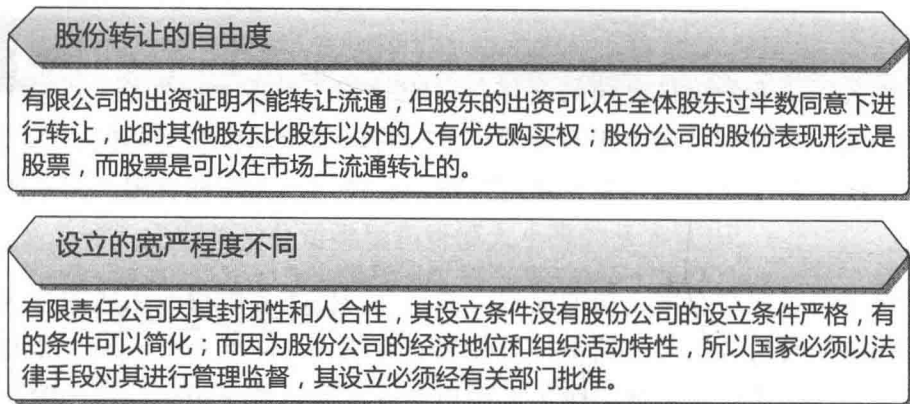 股份转让的自由度
有限公司的出资证明不能转让流通，但股东的出资可以在全体股东过半数同意下进
行转让，此时其他股东比股东以外的人有优先购买权；股份公司的股份表现形式是
股票，而股票是可以在市场上流通转让的。
设立的宽严程度不同
有限责任公司因其封闭性和人合性，其设立条件没有股份公司的设立条件严格，有
的条件可以简化；而因为股份公司的经济地位和组织活动特性，所以国家必须以法
律手段对其进行管理监督，其设立必须经有关部门批准。